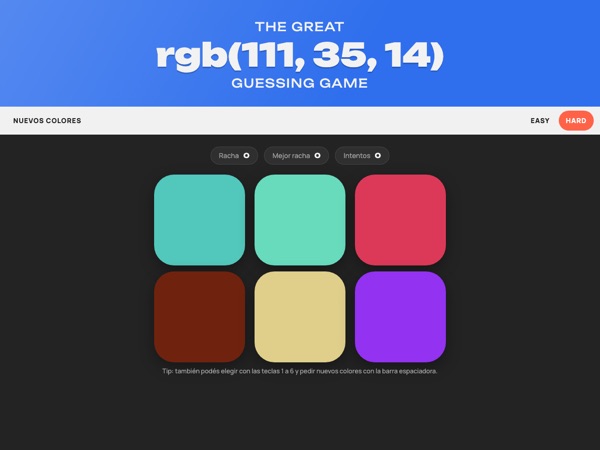 THE GREAT
rgb(111, 35, 14)
GUESSING GAME
NUEVOS COLORES
EASY
HARD
Racha 0
Mejor racha 0
Intentos 0
Tip: también podés elegir con las teclas 1 a 6 y pedir nuevos colores con la barra espaciadora.